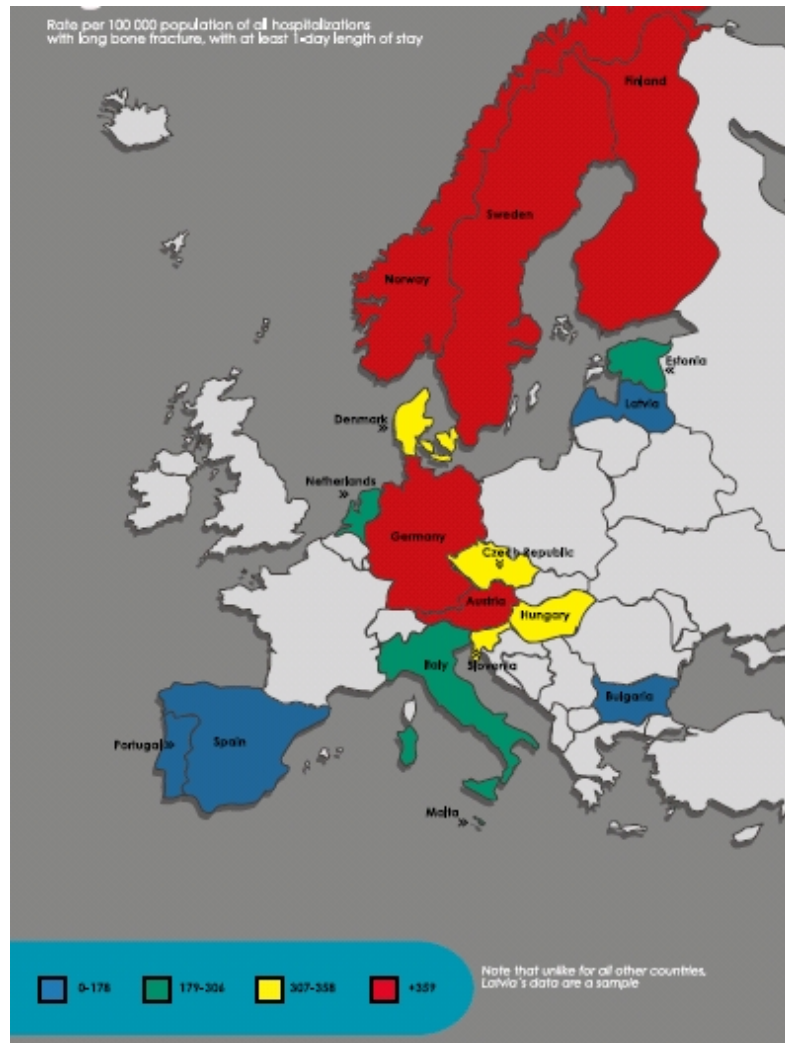 Rate per 100 000 population of all hospitalizations
with long bone fracture, with at least 1-day length of stay
Finland
Sweden
Norway
Estonia
Latvia
Denmark
Netherlands
Germany
Czech Republic
Austria
Hungary
Italy
Slovenia
Bulgaria
Portugal
Spain
Malta
0-178
179-306
307-358
+359
Note that unlike for all other countries,
Latvia's data are a sample